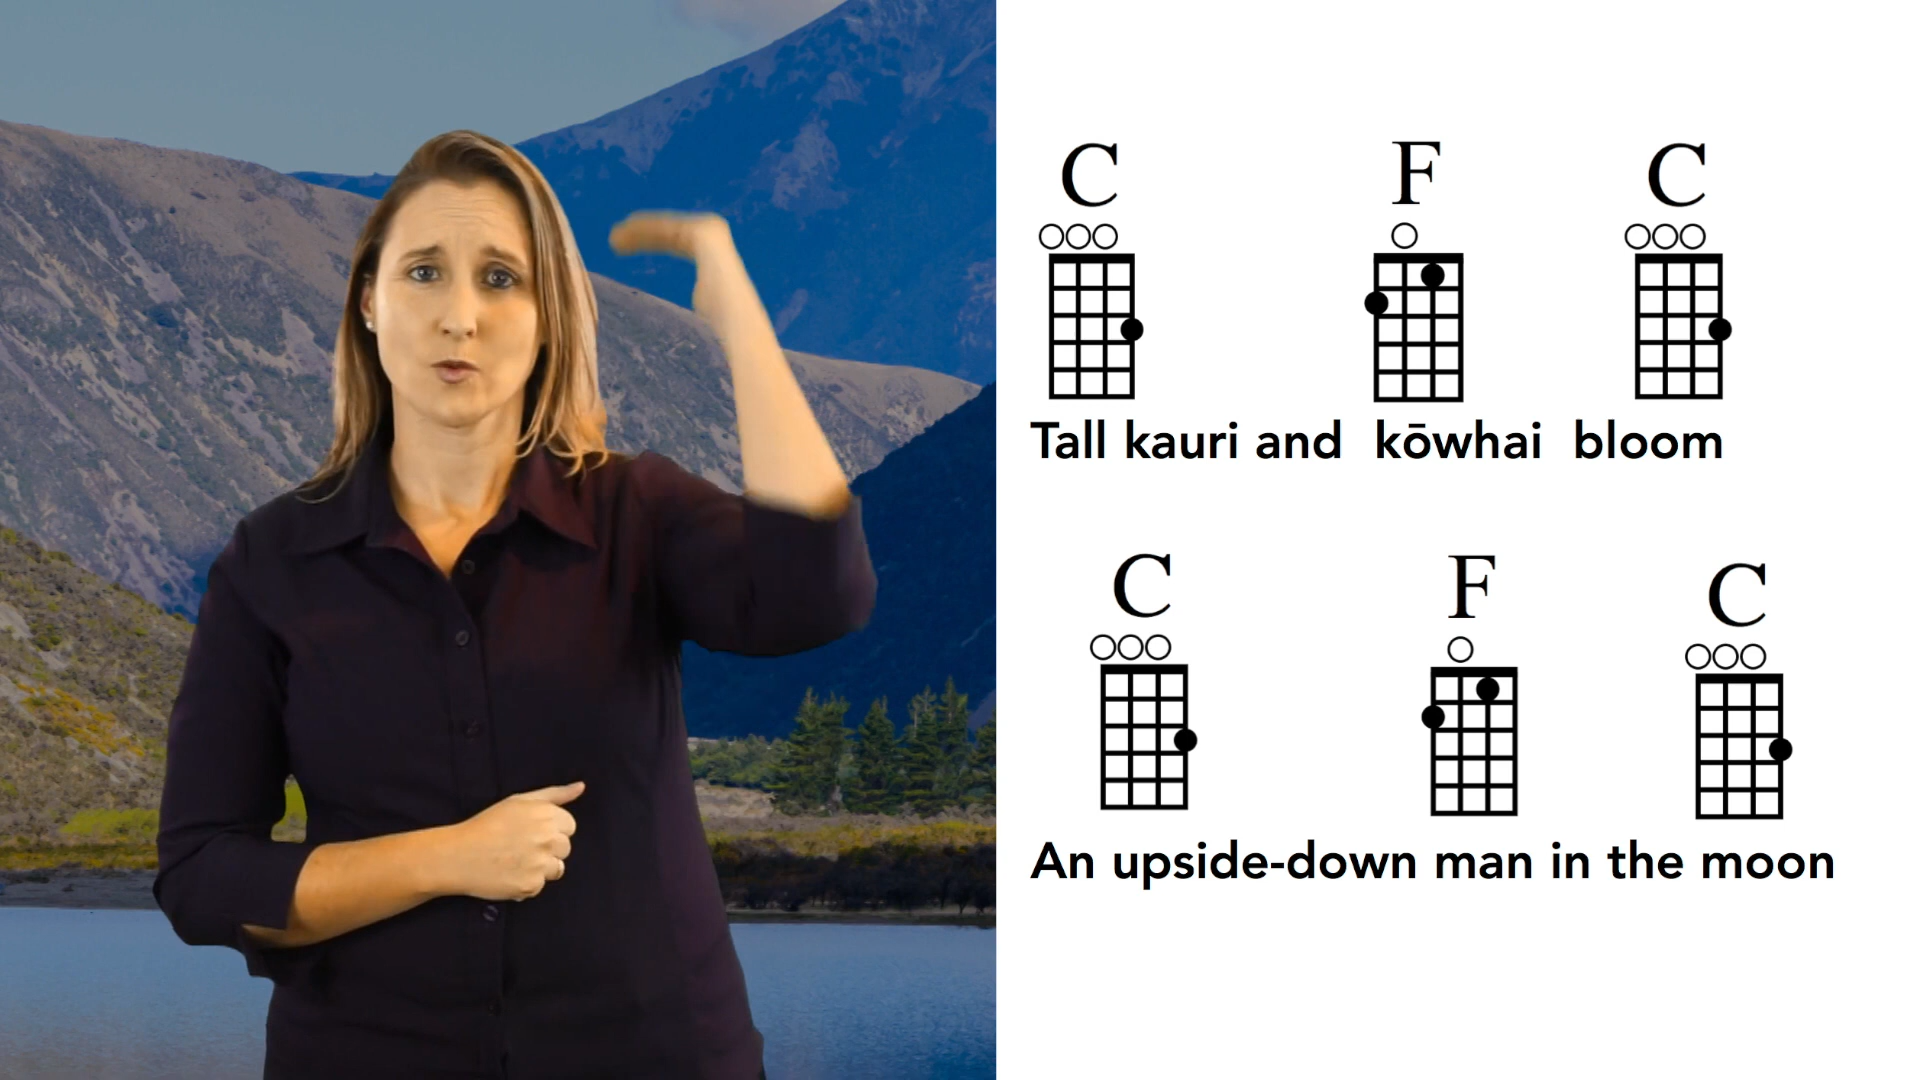 C F C
Tall kauri and kōwhai bloom
C F C
An upside-down man in the moon